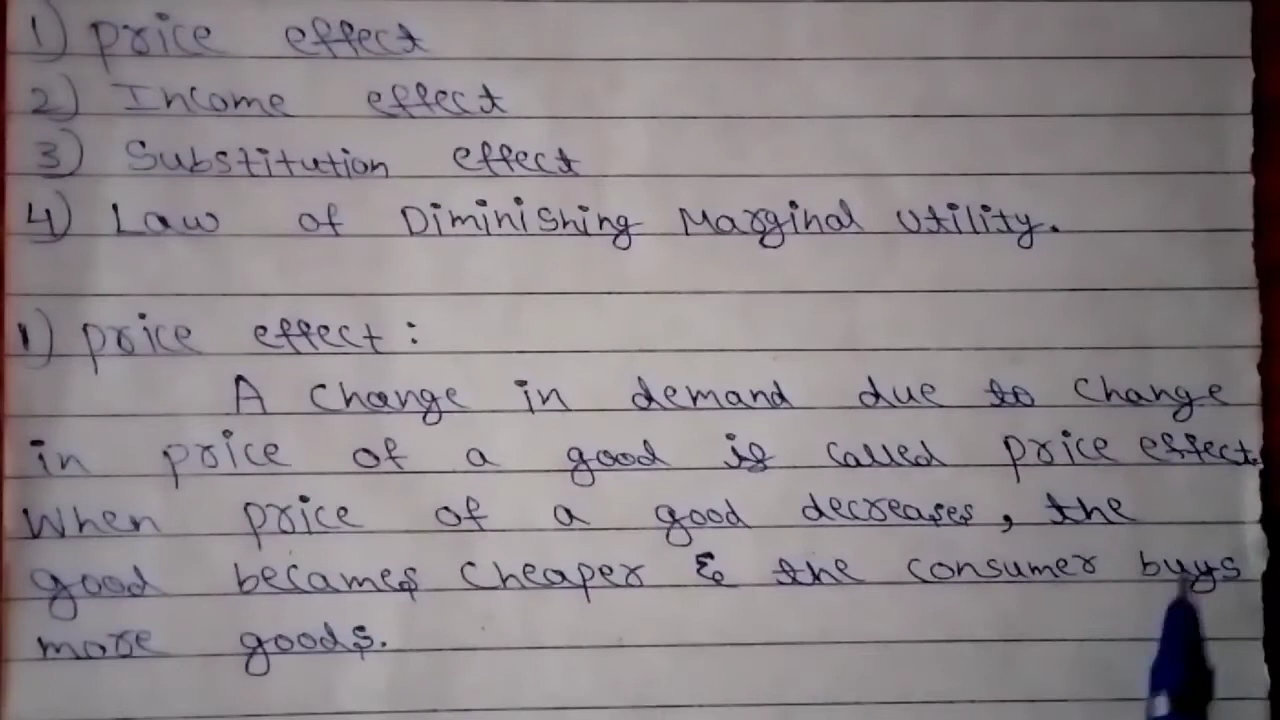 1) price effect
2) Income effect
3) Substitution effect
4) Law of Diminishing Marginal Utility.
1) price effect :
A change in demand due to change
in price of a good is called price effect.
When price of a good decreases, the
good becames cheaper & the consumer buys
more goods.